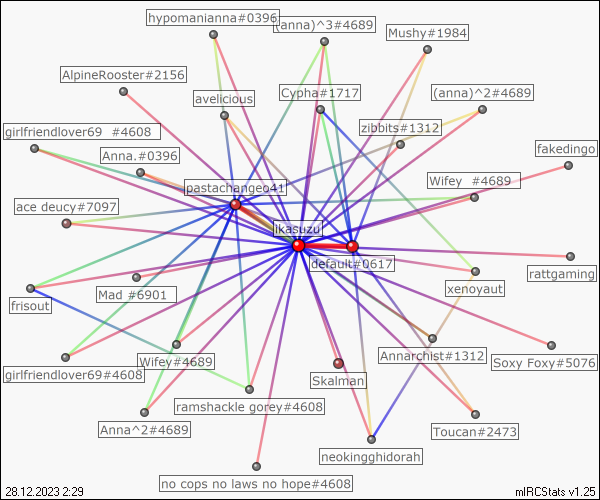 hypomanianna#0396
(anna)^3#4689
Mushy#1984
AlpineRooster#2156
avelicious
Cypha#1717
(anna)^2#4689
zibbits#1312
girlfriendlover69 #4608
Anna.#0396
fakedingo
pastachangeo41
Wifey #4689
ace deucy#7097
ikasuzu
default#0617
rattgaming
xenoyaut
Mad #6901
frisout
Wifey#4689
Annarchist#1312
Soxy Foxy#5076
girlfriendlover69#4608
Skalman
ramshackle gorey#4608
Anna^2#4689
Toucan#2473
neokingghidorah
no cops no laws no hope#4608
28.12.2023 2:29
mIRCStats v1.25